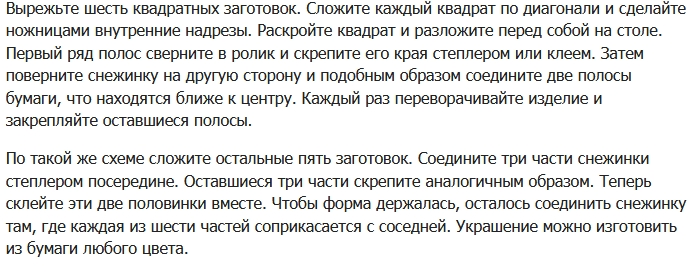 Вырежьте шесть квадратных заготовок. Сложите каждый квадрат по диагонали и сделайте
ножницами внутренние надрезы. Раскройте квадрат и разложите перед собой на столе.
Первый ряд полос сверните в ролик и скрепите его края степлером или клеем. Затем
поверните снежинку на другую сторону и подобным образом соедините две полосы
бумаги, что находятся ближе к центру. Каждый раз переворачивайте изделие и
закрепляйте оставшиеся полосы.
По такой же схеме сложите остальные пять заготовок. Соедините три части снежинки
степлером посередине. Оставшиеся три части скрепите аналогичным образом. Теперь
склейте эти две половинки вместе. Чтобы форма держалась, осталось соединить снежинку
там, где каждая из шести частей соприкасается с соседней. Украшение можно изготовить
из бумаги любого цвета.